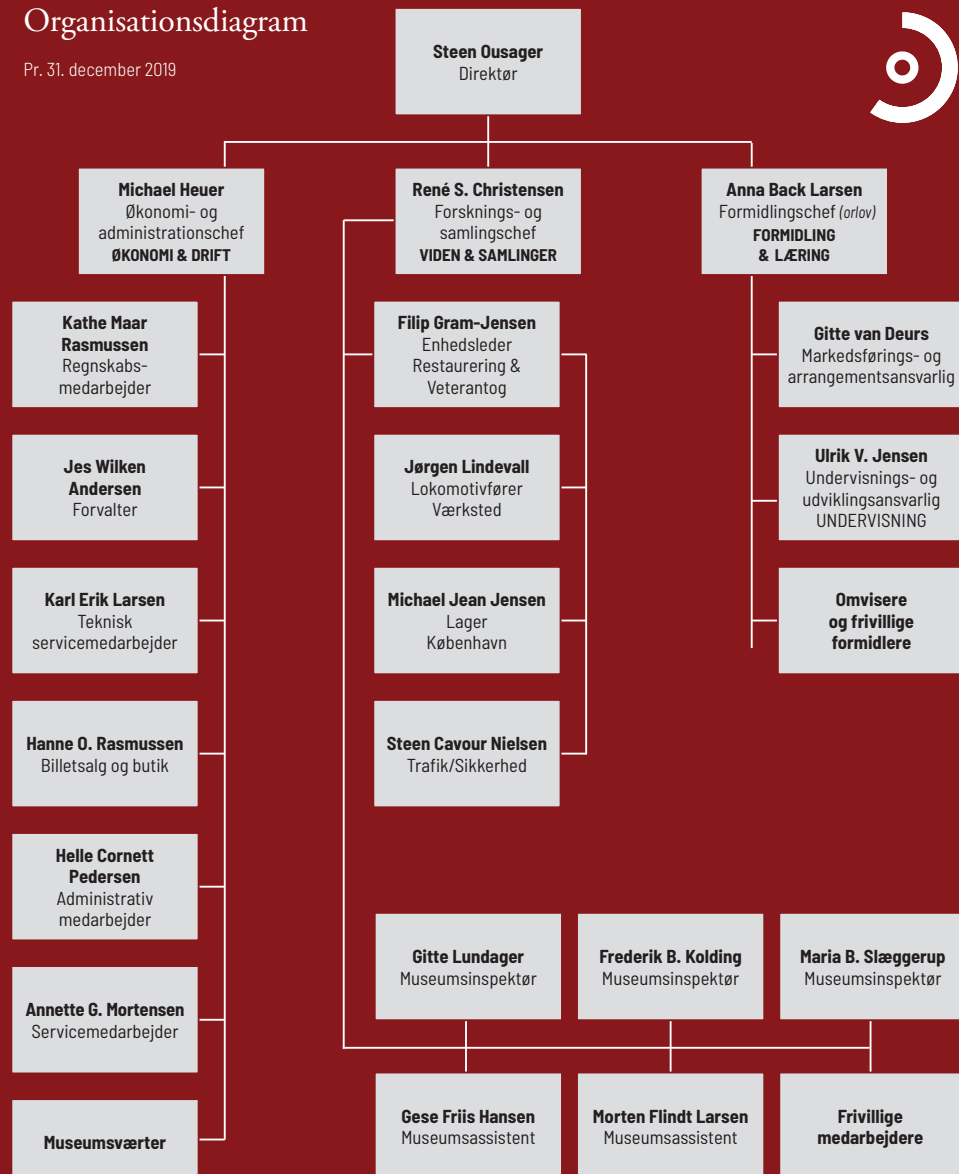 Organisationsdiagram
Pr. 31. december 2019
Steen Ousager
Direktør
Michael Heuer
Økonomi- og
administrationschef
ØKONOMI & DRIFT
René S. Christensen
Forsknings- og
samlingschef
VIDEN & SAMLINGER
Anna Back Larsen
Formidlingschef (orlov)
FORMIDLING
& LÆRING
Kathe Maar
Rasmussen
Regnskabs-
medarbejder
Jes Wilken
Andersen
Forvalter
Karl Erik Larsen
Teknisk
servicemedarbejder
Hanne O. Rasmussen
Billetsalg og butik
Helle Cornett
Pedersen
Administrativ
medarbejder
Annette G. Mortensen
Servicemedarbejder
Museumsværter
Filip Gram-Jensen
Enhedsleder
Restaurering &
Veterantog
Jørgen Lindevall
Lokomotivfører
Værksted
Michael Jean Jensen
Lager
København
Steen Cavour Nielsen
Trafik/Sikkerhed
Gitte van Deurs
Markedsførings- og
arrangementsansvarlig
Ulrik V. Jensen
Undervisnings- og
udviklingsansvarlig
UNDERVISNING
Omvisere
og frivillige
formidlere
Gitte Lundager
Museumsinspektør
Frederik B. Kolding
Museumsinspektør
Maria B. Slæggerup
Museumsinspektør
Gese Friis Hansen
Museumsassistent
Morten Flindt Larsen
Museumsassistent
Frivillige
medarbejdere